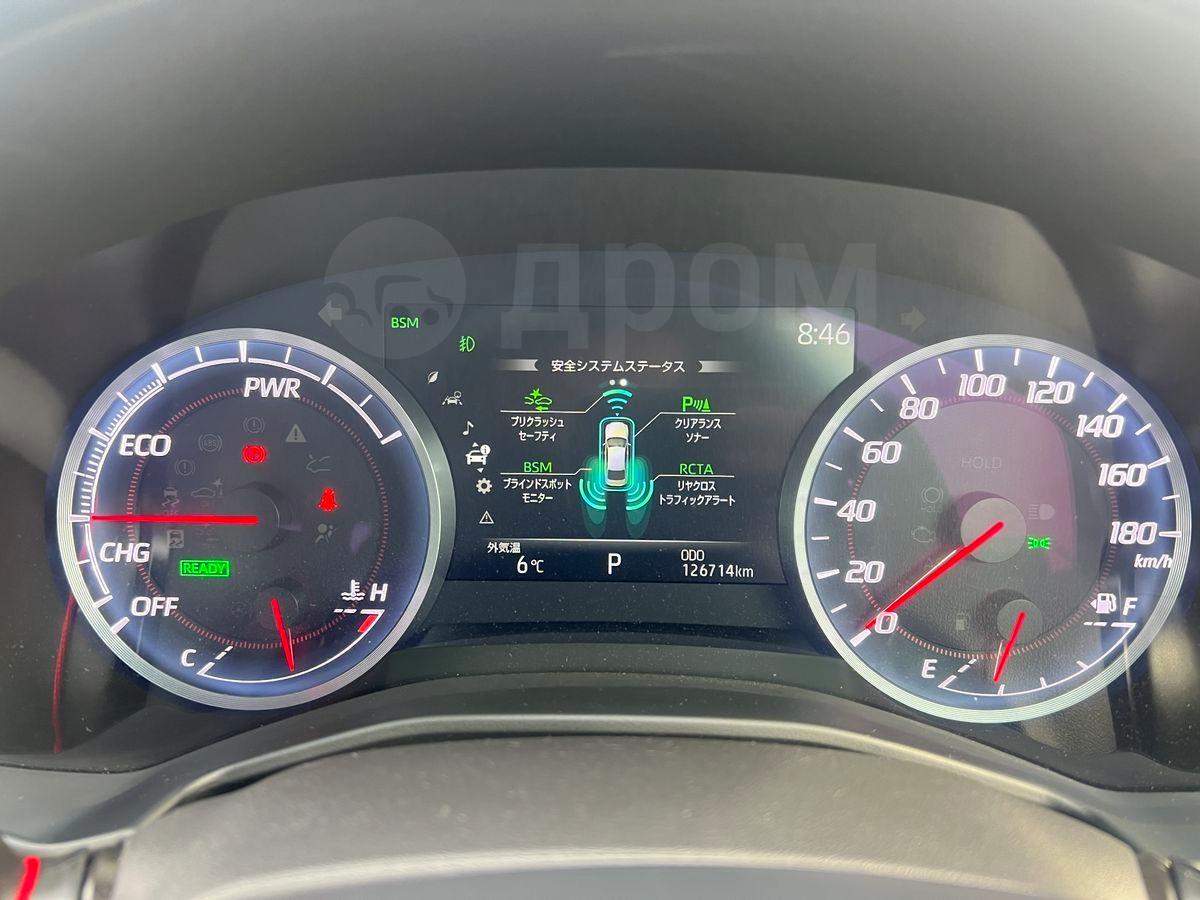 дром
BSM
8:46
安全システムステータス
プリクラッシュ
セーフティ
P
クリアランス
ソナー
BSM
ブラインドスポット
モニター
RCTA
リヤクロス
トラフィックアラート
外気温
6℃
P
ODO
126714km
PWR
ECO
CHG
OFF
READY
H
C
ABS
0
20
40
60
80
100
120
140
160
180
km/h
HOLD
F
E